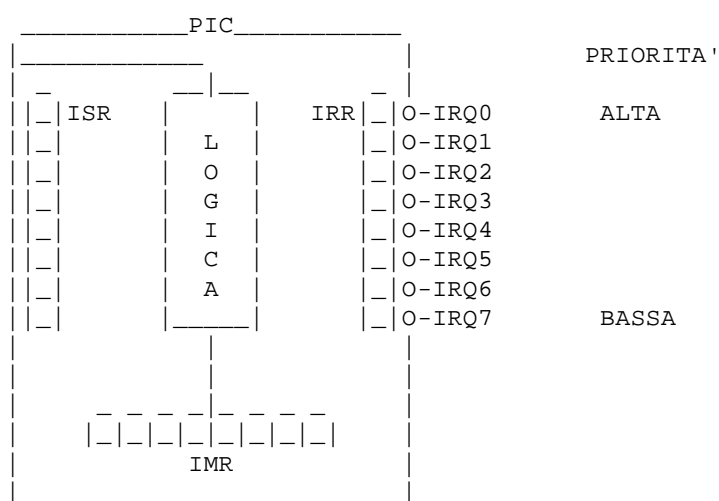 PIC
PRIORITA'
ISR IRR O-IRQ0 ALTA
L O-IRQ1
O O-IRQ2
G O-IRQ3
I O-IRQ4
C O-IRQ5
A O-IRQ6
O-IRQ7 BASSA
IMR